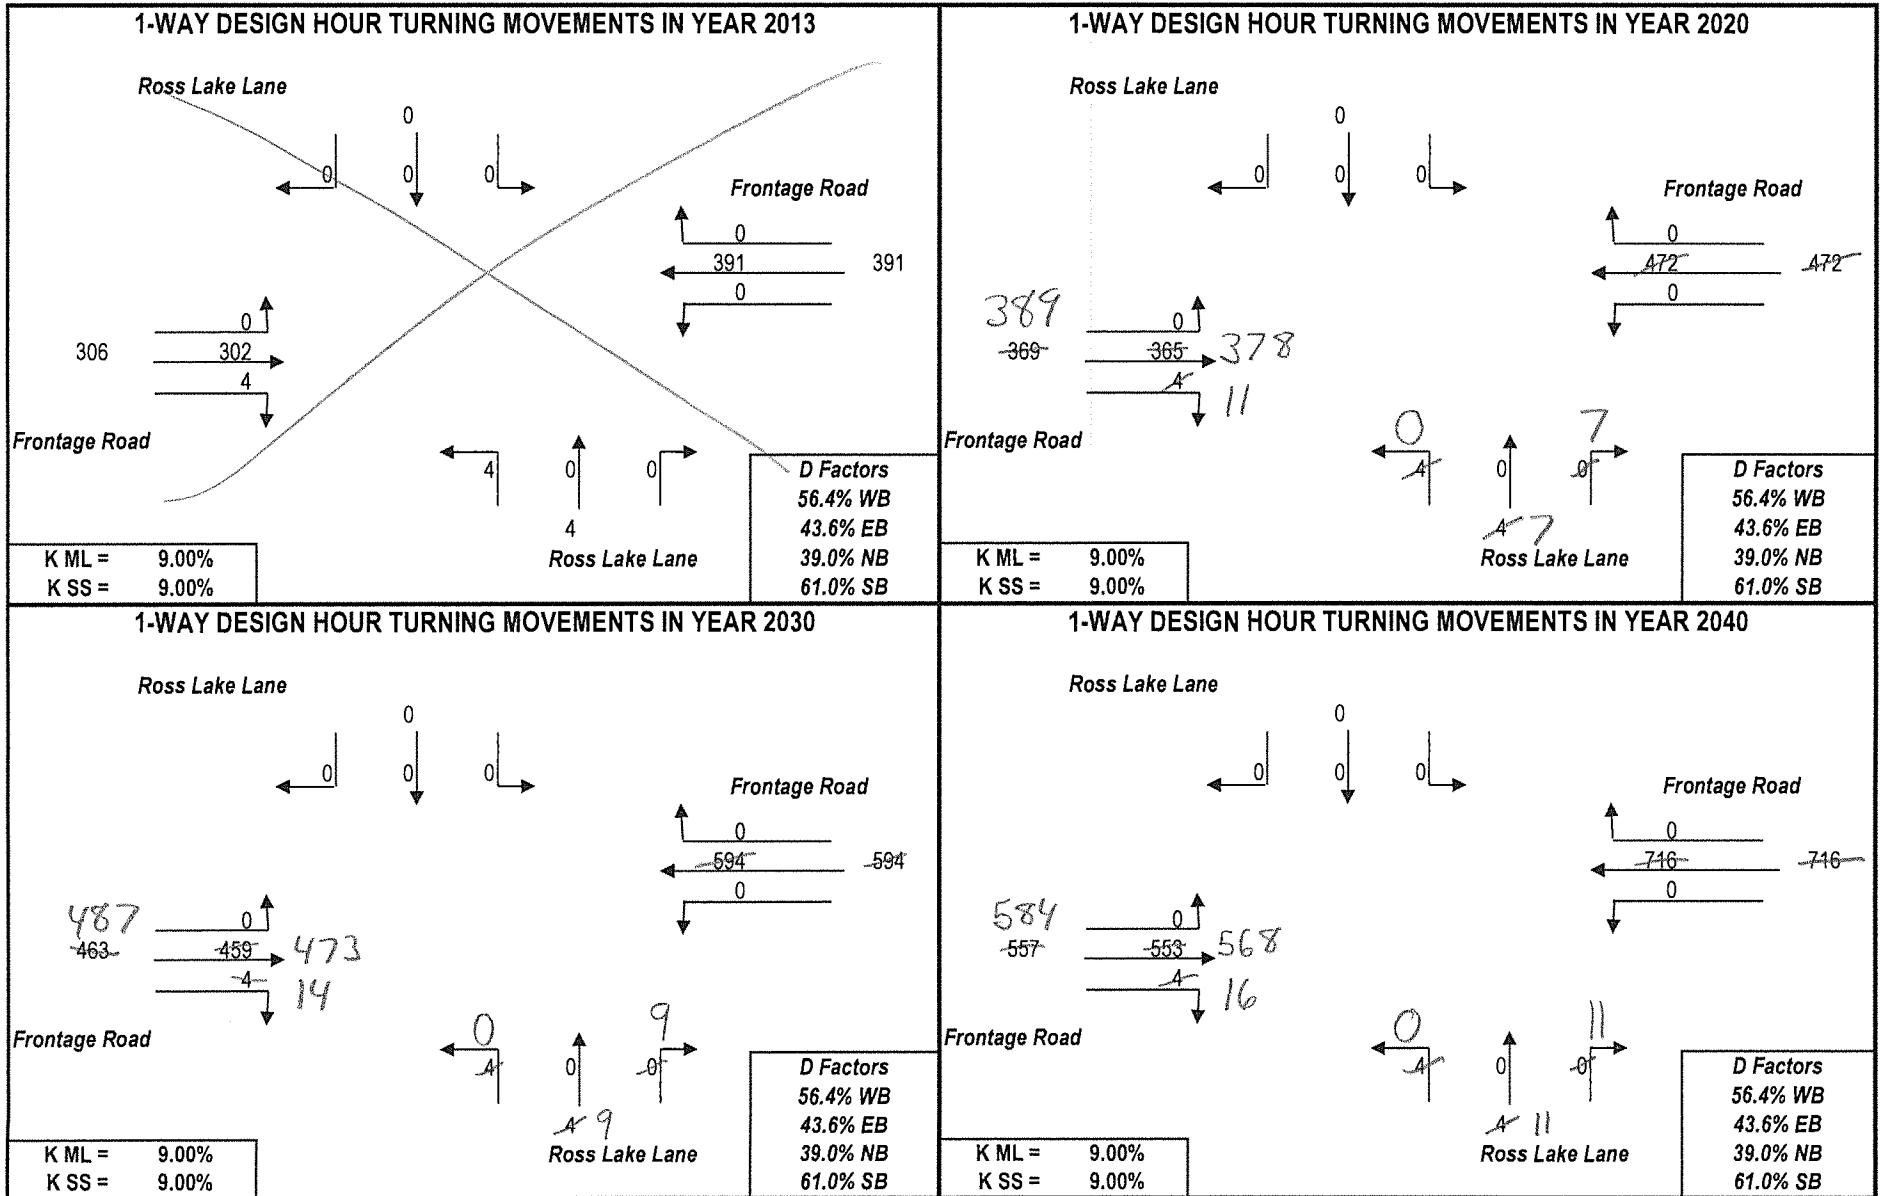 1-WAY DESIGN HOUR TURNING MOVEMENTS IN YEAR 2013
Ross Lake Lane
0
0 0 0
Frontage Road
0
391 391
0
0
306 302
4
Frontage Road
4 0 0
4
Ross Lake Lane
D Factors
56.4% WB
43.6% EB
39.0% NB
61.0% SB
K ML = 9.00%
K SS = 9.00%
1-WAY DESIGN HOUR TURNING MOVEMENTS IN YEAR 2020
Ross Lake Lane
0
0 0 0
Frontage Road
0
472 472
0
389 0
369 365 378
4 11
Frontage Road
0 7
4 0 0
4 7
Ross Lake Lane
D Factors
56.4% WB
43.6% EB
39.0% NB
61.0% SB
K ML = 9.00%
K SS = 9.00%
1-WAY DESIGN HOUR TURNING MOVEMENTS IN YEAR 2030
Ross Lake Lane
0
0 0 0
Frontage Road
0
594 594
0
487 0
463 459 473
4 14
Frontage Road
0 9
4 0 0
4 9
Ross Lake Lane
D Factors
56.4% WB
43.6% EB
39.0% NB
61.0% SB
K ML = 9.00%
K SS = 9.00%
1-WAY DESIGN HOUR TURNING MOVEMENTS IN YEAR 2040
Ross Lake Lane
0
0 0 0
Frontage Road
0
716 716
0
584 0
557 553 568
4 16
Frontage Road
0 11
4 0 0
4 11
Ross Lake Lane
D Factors
56.4% WB
43.6% EB
39.0% NB
61.0% SB
K ML = 9.00%
K SS = 9.00%